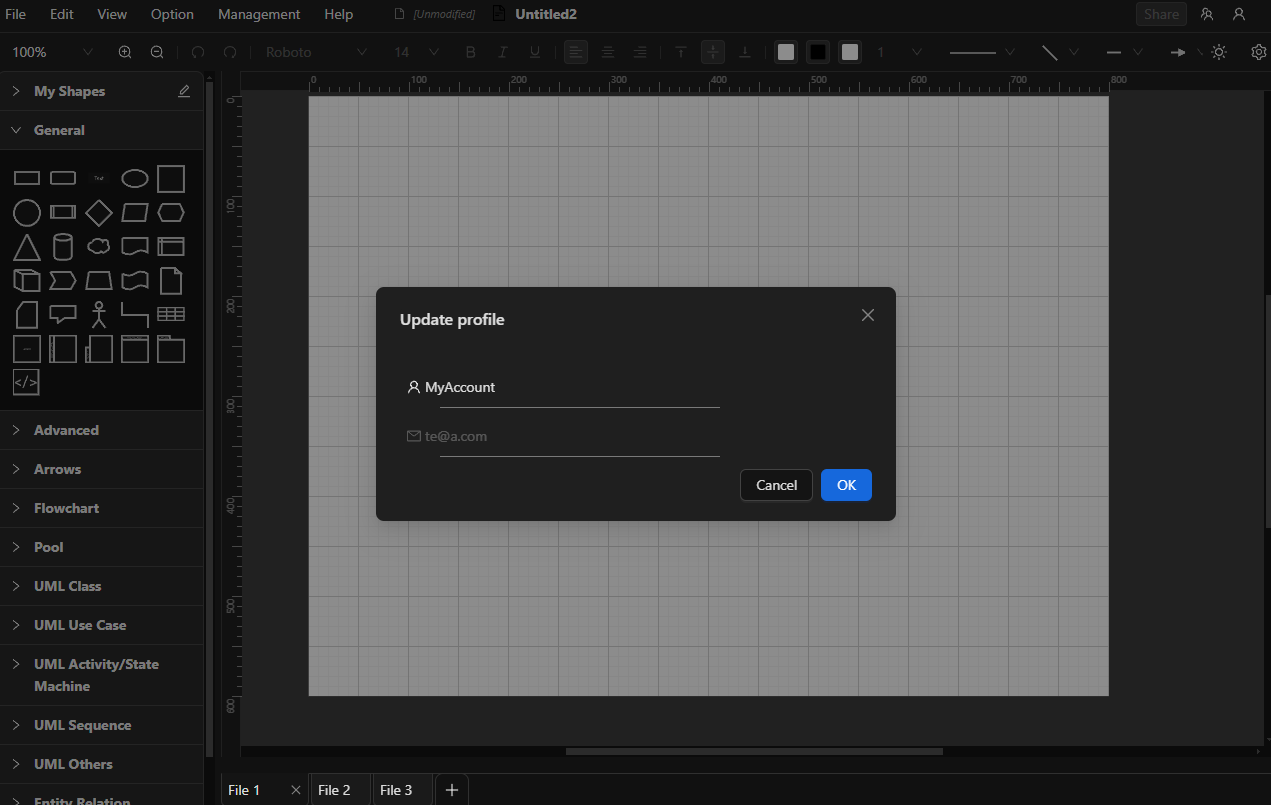 File Edit View Option Management Help [Unmodified] Untitled2 Share
100% Roboto 14 B I U 1
My Shapes
General
Text
</>
Advanced
Arrows
Flowchart
Pool
UML Class
UML Use Case
UML Activity/State
Machine
UML Sequence
UML Others
Entity Relation
0 100 200 300 400 500 600 700 800
0
100
200
300
400
500
600
Update profile
MyAccount
te@a.com
Cancel OK
File 1 File 2 File 3